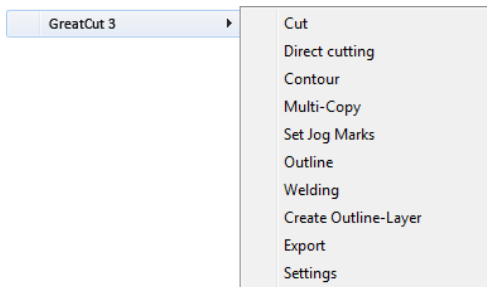 GreatCut 3
Cut
Direct cutting
Contour
Multi-Copy
Set Jog Marks
Outline
Welding
Create Outline-Layer
Export
Settings